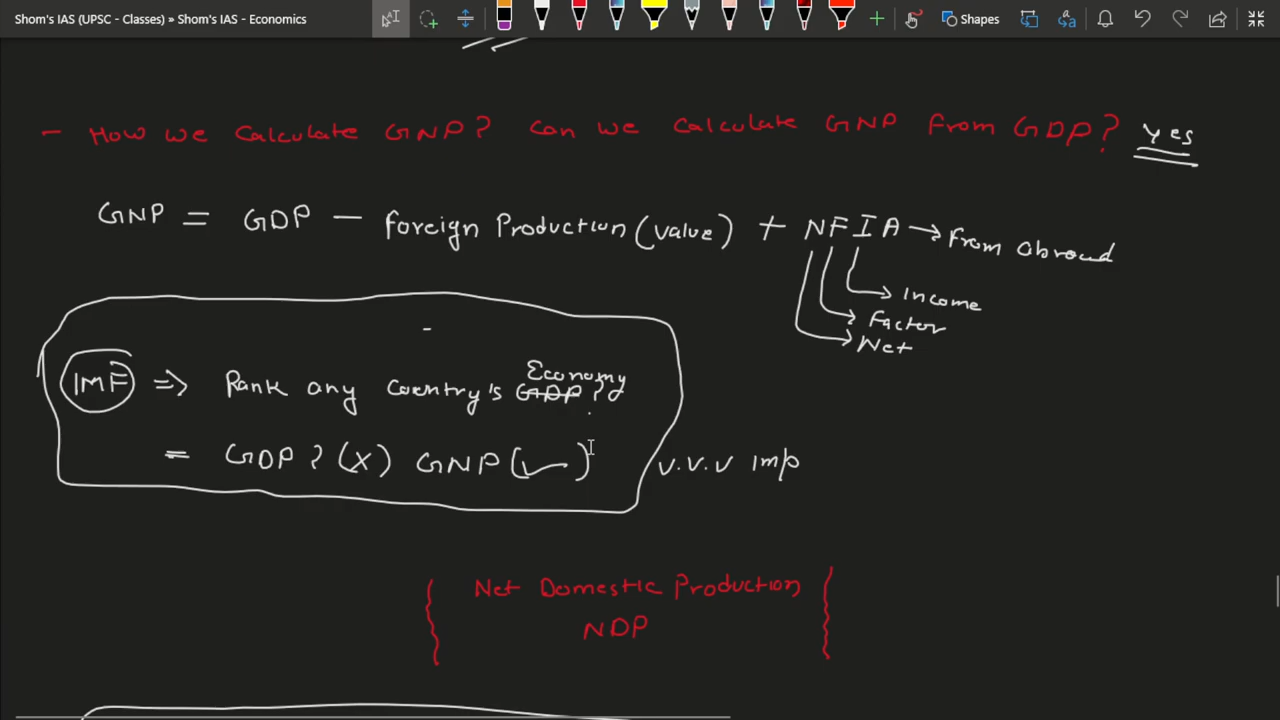 Shom's IAS (UPSC - Classes) » Shom's IAS - Economics
Shapes
- How we calculate GNP? Can we calculate GNP from GDP? Yes
GNP = GDP - foreign Production (value) + NFIA → From abroad
Income
Factor
Net
IMF => Rank any Country's GDP Economy?
= GDP? (x) GNP (✓)
V.V.V imp
Net Domestic Production
NDP